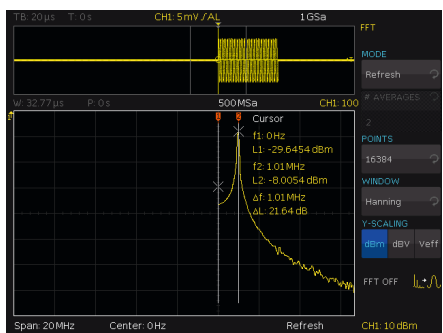 TB: 20 µs T: 0 s CH1: 5 mV / AL 1 GSa
FFT
MODE
Refresh
# AVERAGES
2
POINTS
16384
WINDOW
Hanning
Y-SCALING
dBm dBV Veff
FFT OFF
W: 32.77 µs P: 0 s 500 MSa CH1: 100
Cursor
f1: 0 Hz
L1: -29.6454 dBm
f2: 1.01 MHz
L2: -8.0054 dBm
Δf: 1.01 MHz
ΔL: 21.64 dB
Span: 20 MHz Center: 0 Hz Refresh CH1: 10 dBm